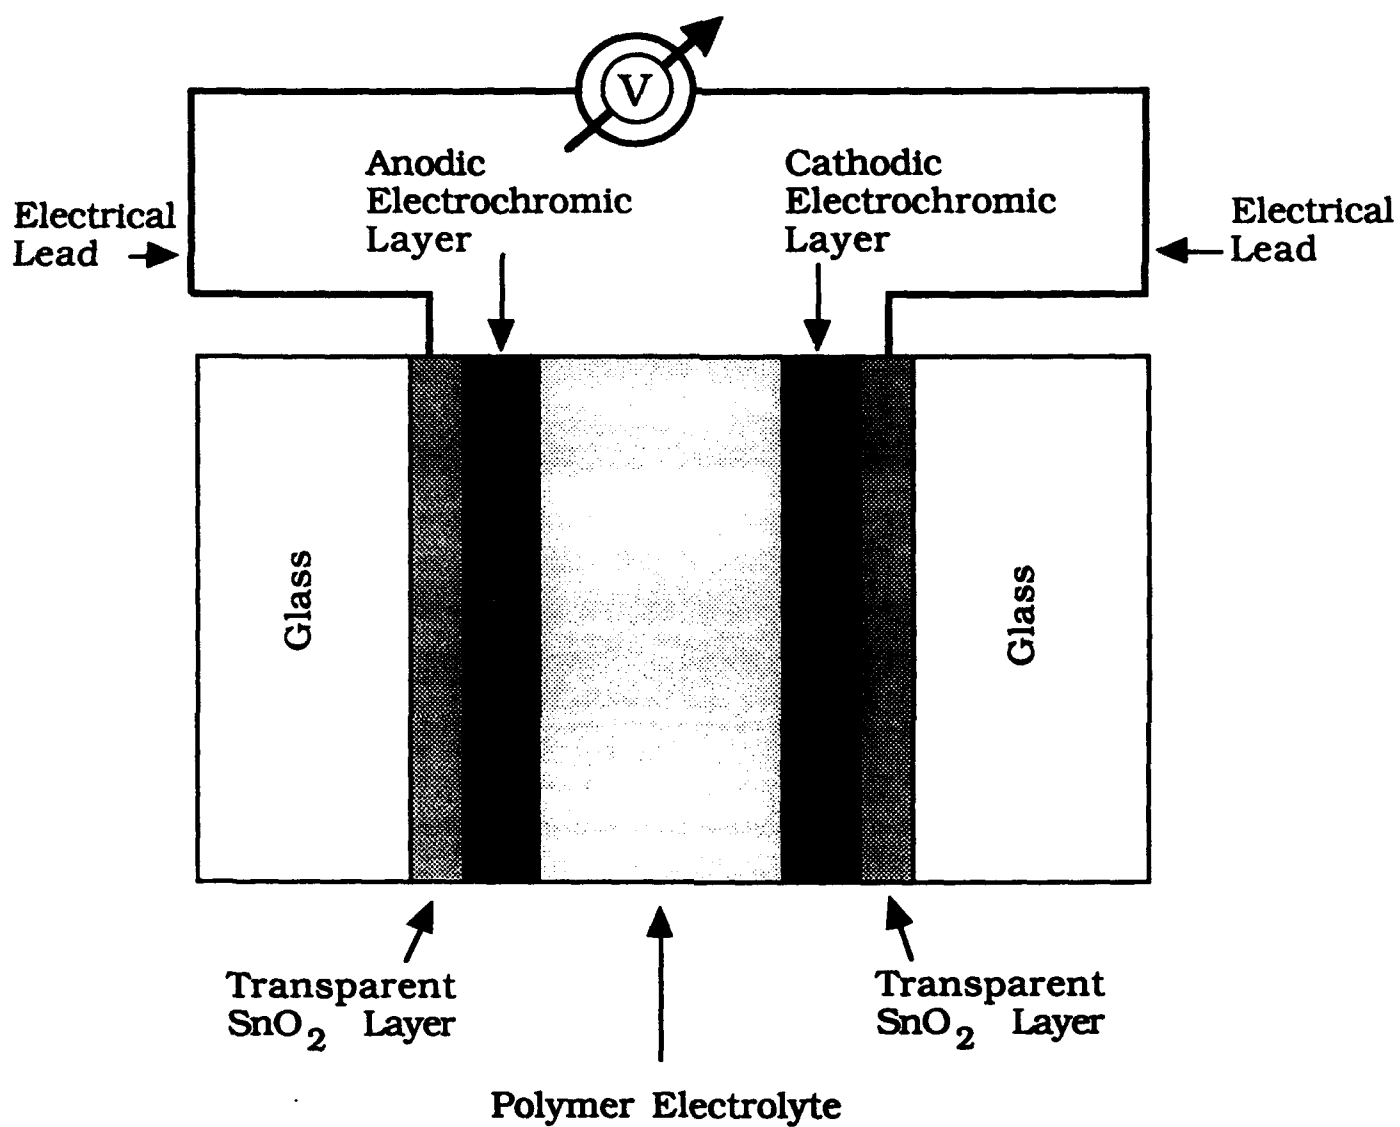 V
Anodic
Electrochromic
Layer
Cathodic
Electrochromic
Layer
Electrical
Lead
Electrical
Lead
Glass
Glass
Transparent
SnO₂ Layer
Transparent
SnO₂ Layer
Polymer Electrolyte